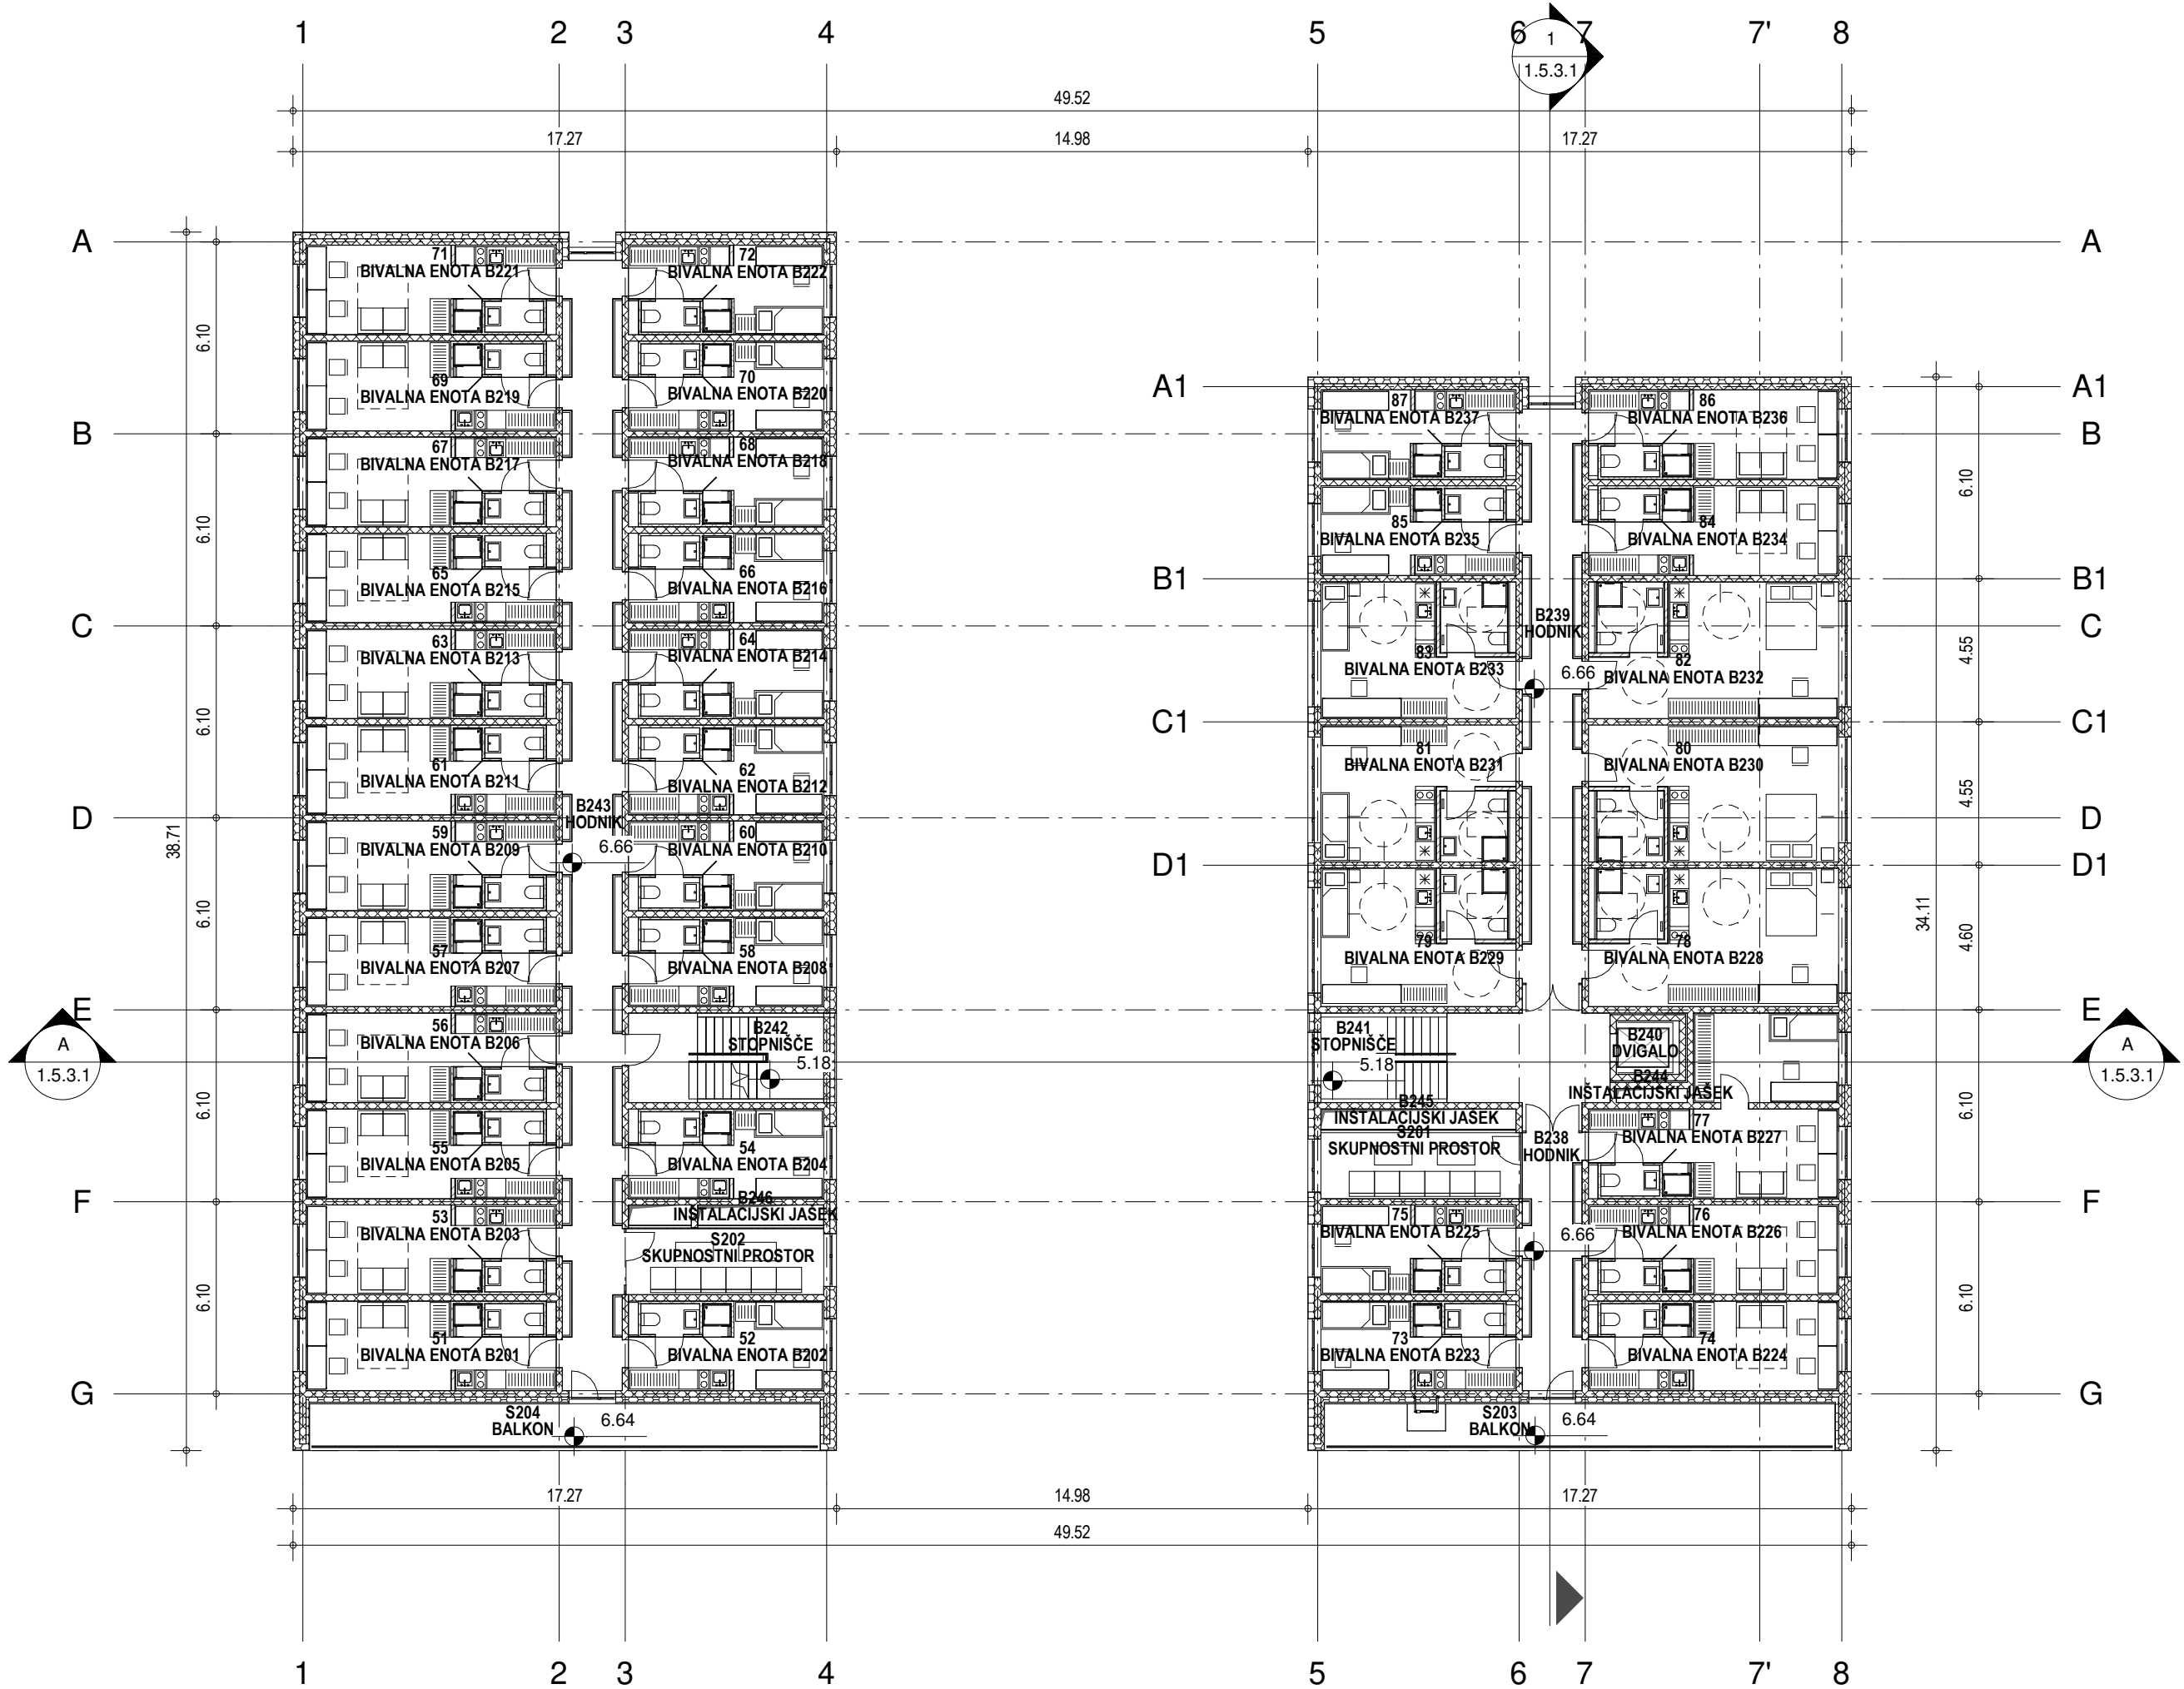 1 2 3 4 5 6 7 7' 8
1
1.5.3.1
49.52
17.27 14.98 17.27
A A
71
BIVALNA ENOTA B221
72
BIVALNA ENOTA B222
6.10
69
BIVALNA ENOTA B219
70
BIVALNA ENOTA B220
A1 A1
87
BIVALNA ENOTA B237
86
BIVALNA ENOTA B236
B B
67
BIVALNA ENOTA B217
68
BIVALNA ENOTA B218
6.10
6.10
85
BIVALNA ENOTA B235
84
BIVALNA ENOTA B234
65
BIVALNA ENOTA B215
66
BIVALNA ENOTA B216
B1 B1
C C
B239
HODNIK
6.66
63
BIVALNA ENOTA B213
64
BIVALNA ENOTA B214
83
BIVALNA ENOTA B233
82
BIVALNA ENOTA B232
4.55
6.10
C1 C1
61
BIVALNA ENOTA B211
62
BIVALNA ENOTA B212
81
BIVALNA ENOTA B231
80
BIVALNA ENOTA B230
4.55
D D
B243
HODNIK
6.66
38.71
59
BIVALNA ENOTA B209
60
BIVALNA ENOTA B210
D1 D1
6.10
34.11
4.60
57
BIVALNA ENOTA B207
58
BIVALNA ENOTA B208
79
BIVALNA ENOTA B229
78
BIVALNA ENOTA B228
E E
A
1.5.3.1
56
BIVALNA ENOTA B206
B242
STOPNIŠČE
5.18
B241
STOPNIŠČE
5.18
B240
DVIGALO
B244
INŠTALACIJSKI JAŠEK
A
1.5.3.1
6.10
6.10
55
BIVALNA ENOTA B205
54
BIVALNA ENOTA B204
B245
INŠTALACIJSKI JAŠEK
S201
SKUPNOSTNI PROSTOR
B238
HODNIK
77
BIVALNA ENOTA B227
F F
B246
INŠTALACIJSKI JAŠEK
53
BIVALNA ENOTA B203
S202
SKUPNOSTNI PROSTOR
75
BIVALNA ENOTA B225
6.66
76
BIVALNA ENOTA B226
6.10
6.10
51
BIVALNA ENOTA B201
52
BIVALNA ENOTA B202
73
BIVALNA ENOTA B223
74
BIVALNA ENOTA B224
G G
S204
BALKON
6.64
S203
BALKON
6.64
17.27 14.98 17.27
49.52
1 2 3 4 5 6 7 7' 8